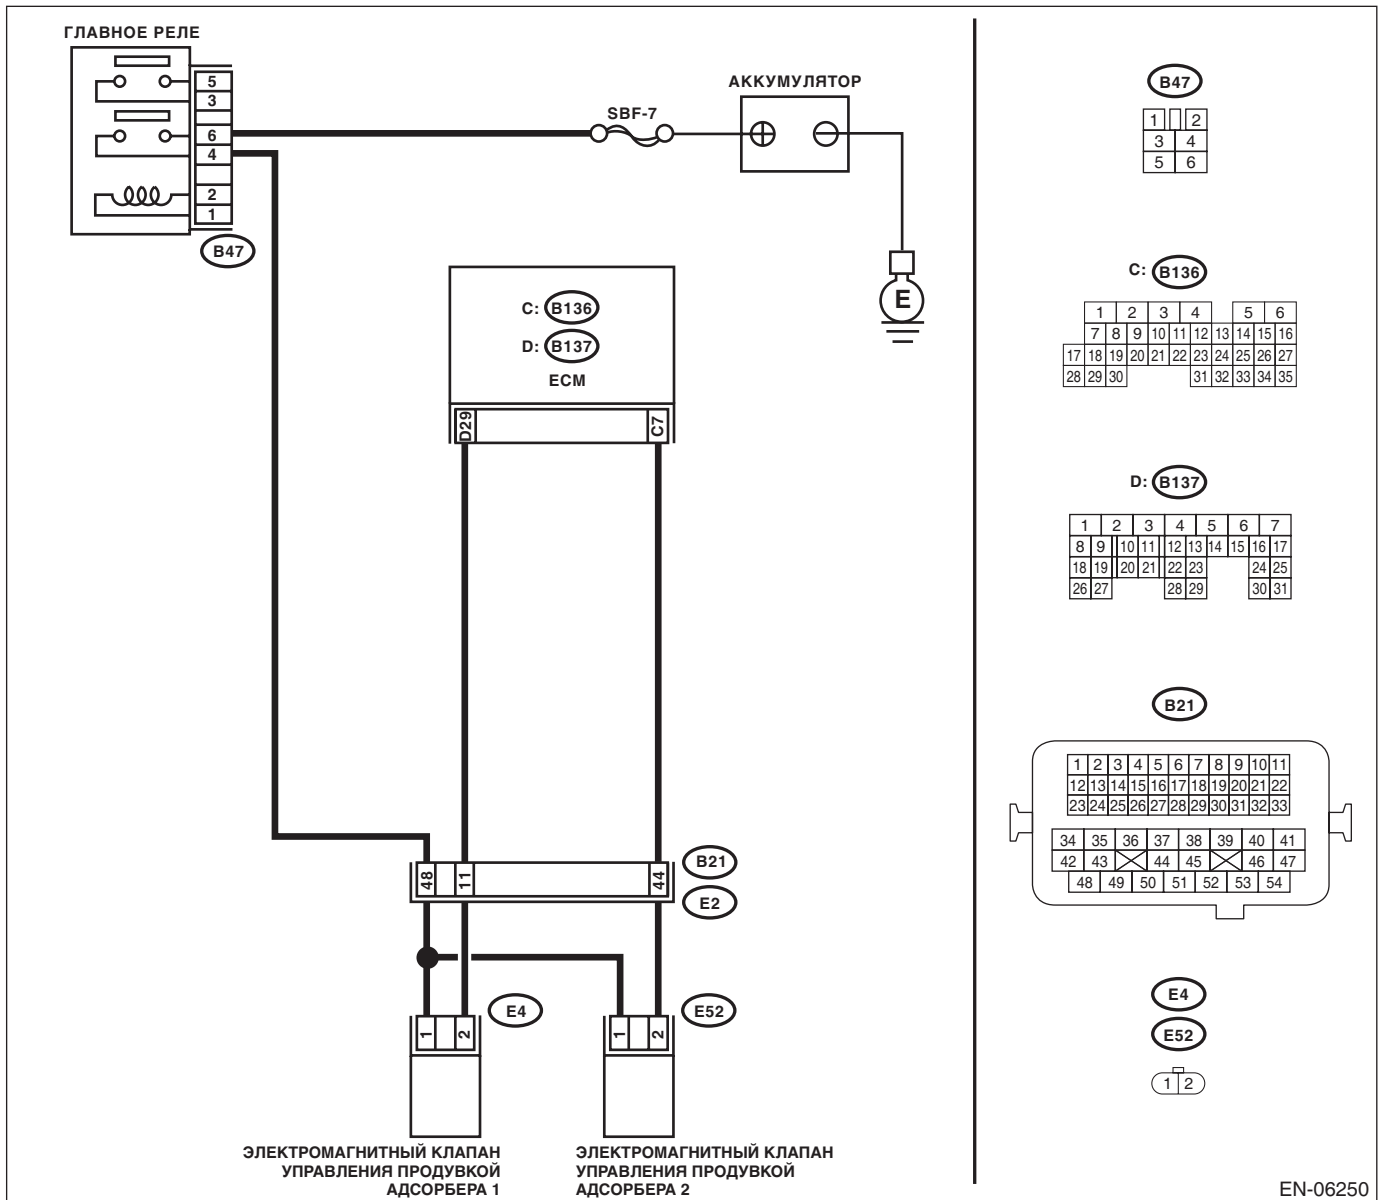 ГЛАВНОЕ РЕЛЕ
5
3
6
4
2
1
B47
SBF-7
АККУМУЛЯТОР
E
C: B136
D: B137
ECM
D29
C7
48
11
44
B21
E2
1
2
E4
1
2
E52
ЭЛЕКТРОМАГНИТНЫЙ КЛАПАН
УПРАВЛЕНИЯ ПРОДУВКОЙ
АДСОРБЕРА 1
ЭЛЕКТРОМАГНИТНЫЙ КЛАПАН
УПРАВЛЕНИЯ ПРОДУВКОЙ
АДСОРБЕРА 2
B47
1 2
3 4
5 6
C: B136
1 2 3 4 5 6
7 8 9 10 11 12 13 14 15 16
17 18 19 20 21 22 23 24 25 26 27
28 29 30 31 32 33 34 35
D: B137
1 2 3 4 5 6 7
8 9 10 11 12 13 14 15 16 17
18 19 20 21 22 23 24 25
26 27 28 29 30 31
B21
1 2 3 4 5 6 7 8 9 10 11
12 13 14 15 16 17 18 19 20 21 22
23 24 25 26 27 28 29 30 31 32 33
34 35 36 37 38 39 40 41
42 43 44 45 46 47
48 49 50 51 52 53 54
E4
E52
1 2
EN-06250